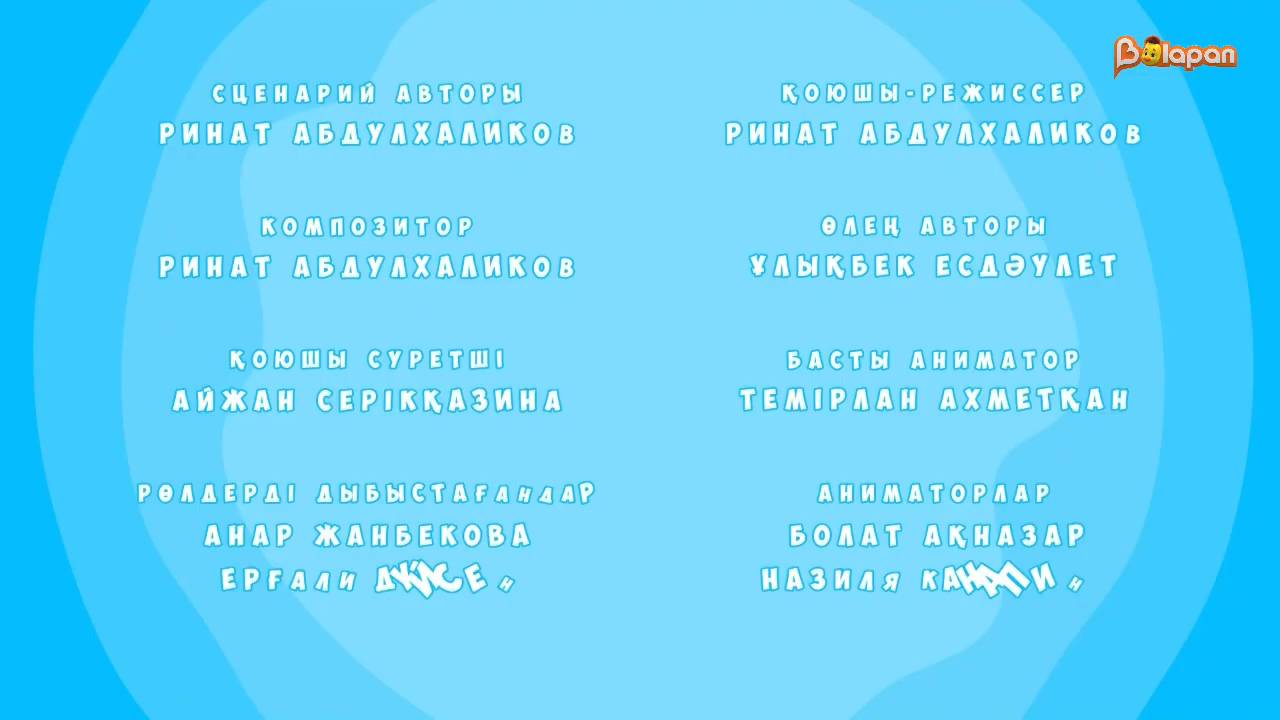 Bolapan
СЦЕНАРИЙ АВТОРЫ
РИНАТ АБДУЛХАЛИКОВ
ҚОЮШЫ-РЕЖИССЕР
РИНАТ АБДУЛХАЛИКОВ
КОМПОЗИТОР
РИНАТ АБДУЛХАЛИКОВ
ӨЛЕҢ АВТОРЫ
ҰЛЫҚБЕК ЕСДӘУЛЕТ
ҚОЮШЫ СУРЕТШІ
АЙЖАН СЕРІКҚАЗИНА
БАСТЫ АНИМАТОР
ТЕМІРЛАН АХМЕТҚАН
РӨЛДЕРДІ ДЫБЫСТАҒАНДАР
АНАР ЖАНБЕКОВА
ЕРҒАЛИ
АНИМАТОРЛАР
БОЛАТ АҚНАЗАР
НАЗИЛЯ